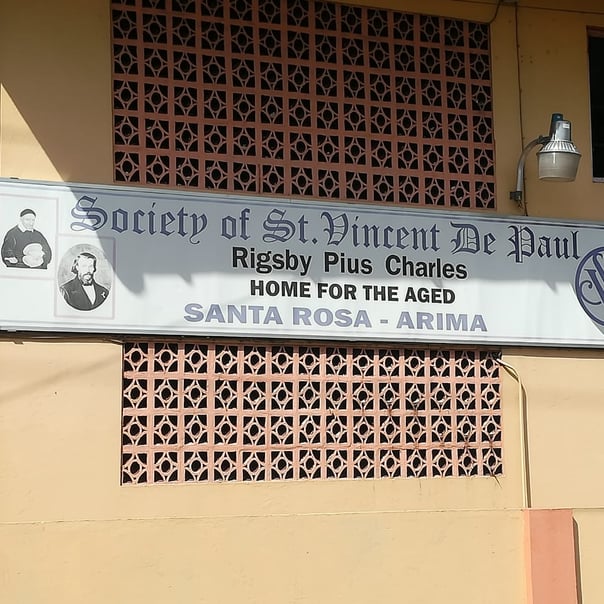 Society of St. Vincent De Paul
Rigsby Pius Charles
HOME FOR THE AGED
SANTA ROSA - ARIMA